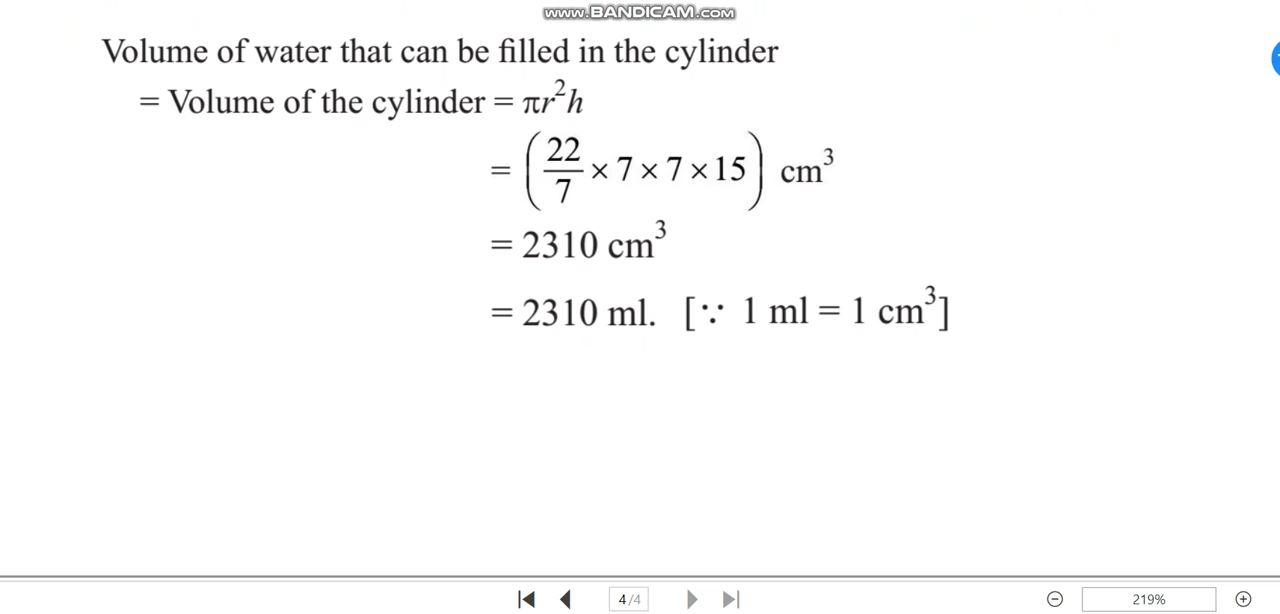 www.BANDICAM.com
Volume of water that can be filled in the cylinder
= Volume of the cylinder = πr²h
= (22/7 × 7 × 7 × 15) cm³
= 2310 cm³
= 2310 ml. [∵ 1 ml = 1 cm³]
4/4
219%